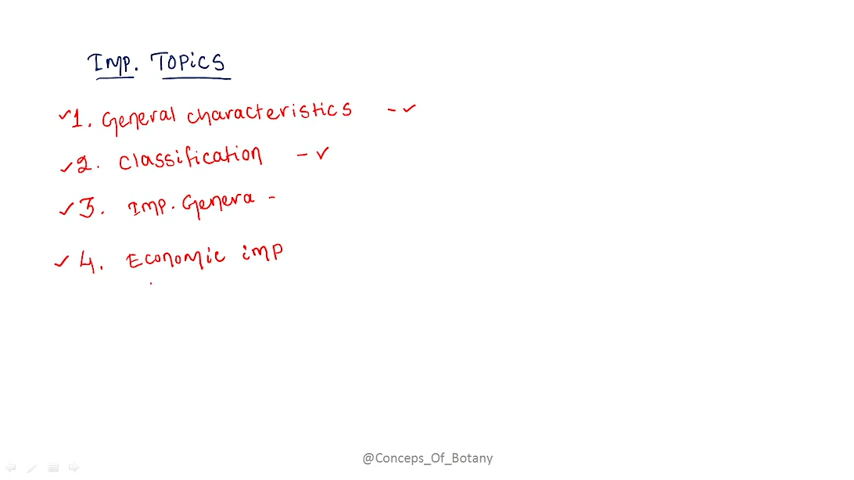 Imp. Topics
✓1. General characteristics - ✓
✓2. Classification - ✓
✓3. Imp. Genera -
✓4. Economic imp
@Conceps_Of_Botany